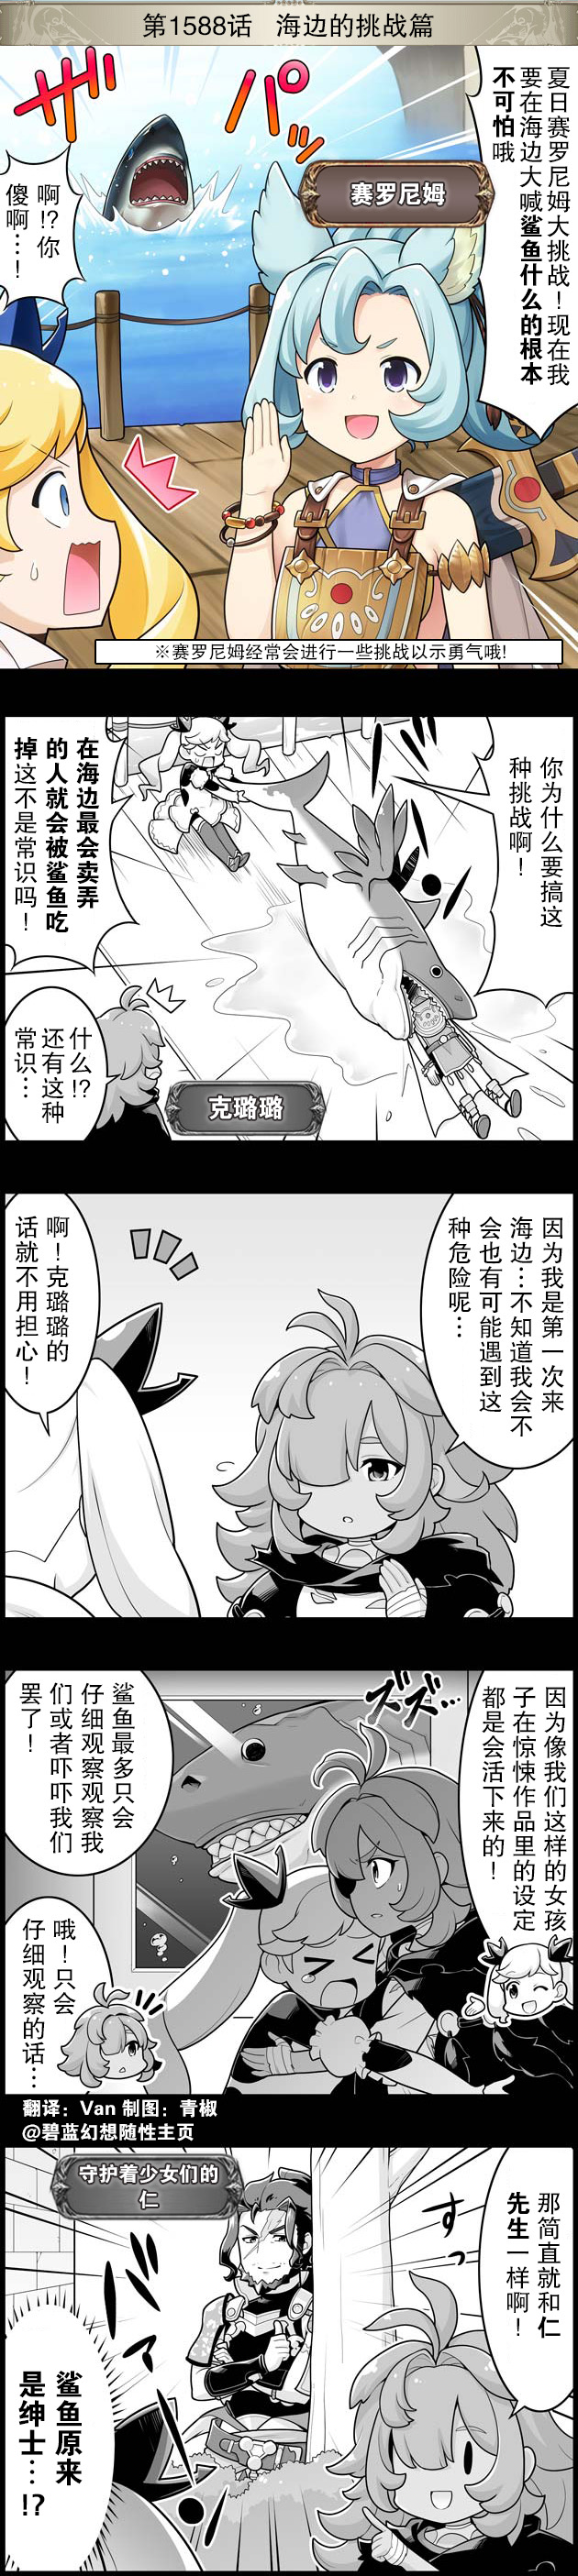 第1588话 海边的挑战篇
夏日赛罗尼姆大挑战！现在我
要在海边大喊鲨鱼什么的根本
不可怕哦
ザパッ
赛罗尼姆
啊!?你
傻啊…！
※赛罗尼姆经常会进行一些挑战以示勇气哦!
你为什么要搞这
种挑战啊！
在海边最会卖弄
的人就会被鲨鱼吃
掉这不是常识吗！
什么!?
还有这种
常识…
克璐璐
因为我是第一次来
海边…不知道我会不
会也有可能遇到这
种危险呢…
啊！克璐璐的
话就不用担心！
因为像我们这样的女孩
子在惊悚作品里的设定
都是会活下来的！
ズズ…
鲨鱼最多只会
仔细观察观察我
们或者吓吓我们
罢了！
哦！只会
仔细观察的话…
翻译：Van 制图：青椒
@碧蓝幻想随性主页
那简直就和仁
先生一样啊！
すっ
守护着少女们的
仁
鲨鱼原来
是绅士…!?